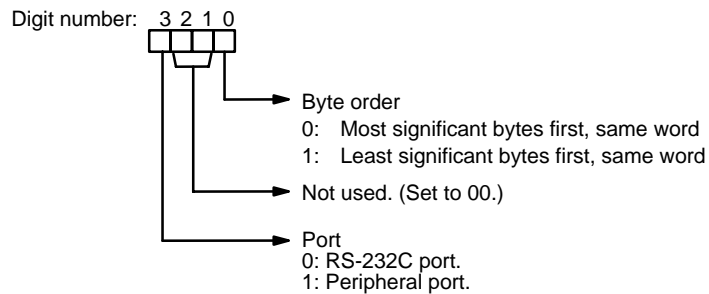 Digit number: 3 2 1 0
Byte order
0: Most significant bytes first, same word
1: Least significant bytes first, same word
Not used. (Set to 00.)
Port
0: RS-232C port.
1: Peripheral port.